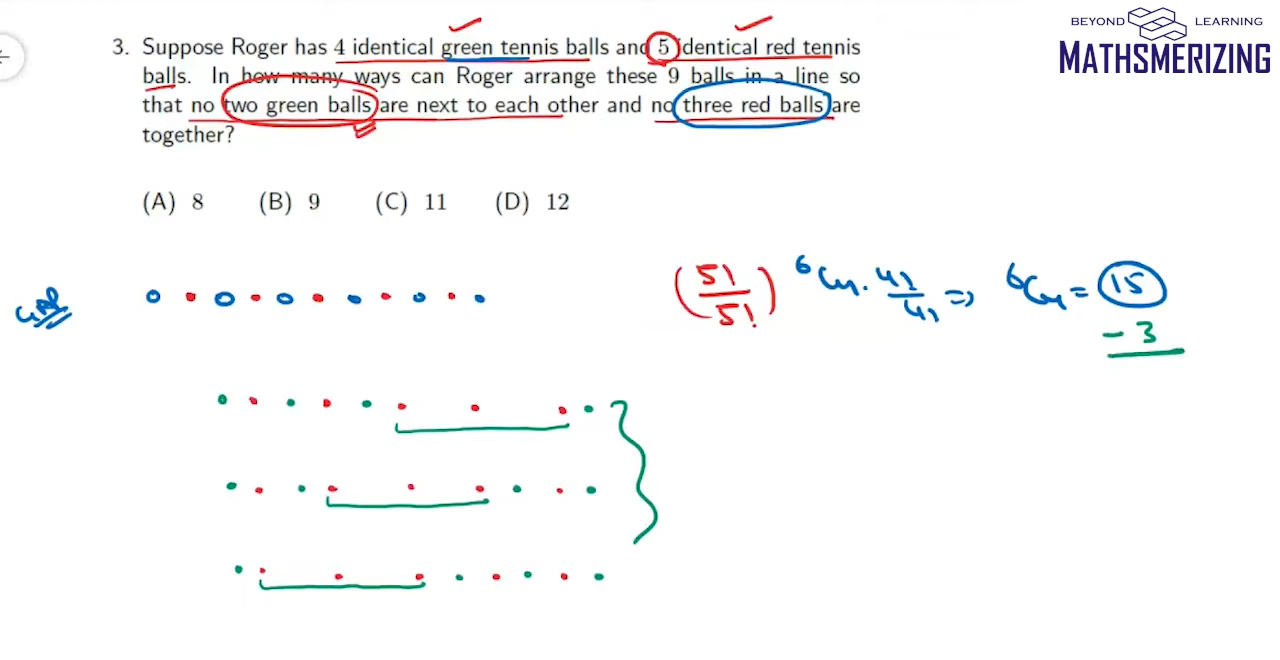 BEYOND LEARNING
MATHSMERIZING
3. Suppose Roger has 4 identical green tennis balls and 5 identical red tennis
balls. In how many ways can Roger arrange these 9 balls in a line so
that no two green balls are next to each other and no three red balls are
together?
(A) 8 (B) 9 (C) 11 (D) 12
(5!/5!) ⁶C₄ · 4!/4! ⇒ ⁶C₄ = 15
- 3